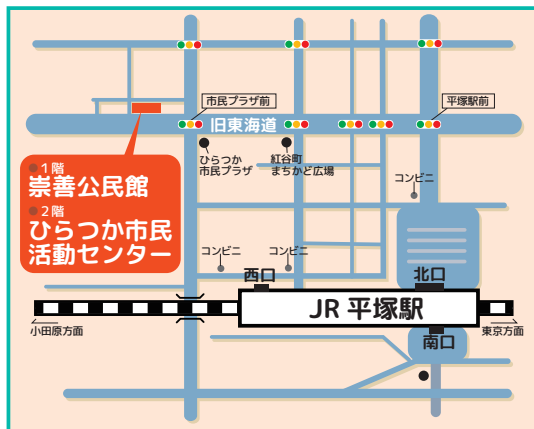 市民プラザ前
平塚駅前
旧東海道
ひらつか
市民プラザ
紅谷町
まちかど広場
1階
崇善公民館
2階
ひらつか市民
活動センター
コンビニ
コンビニ
コンビニ
西口
北口
JR 平塚駅
小田原方面
東京方面
南口